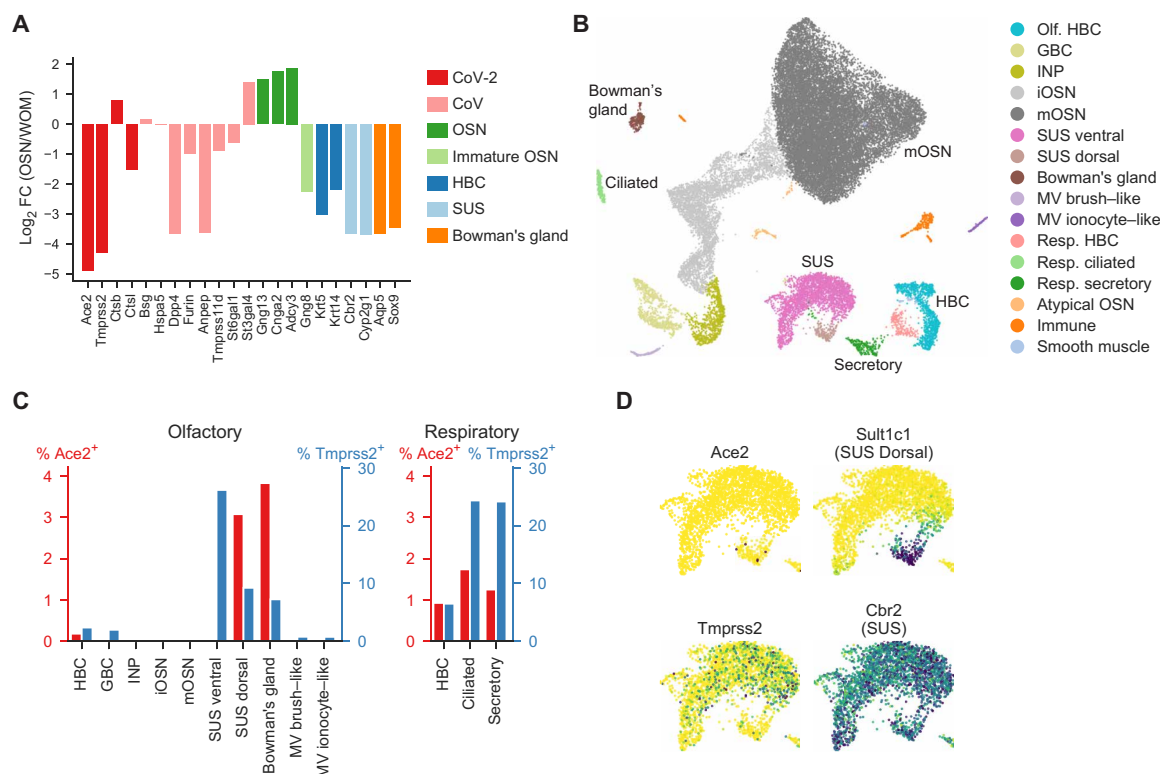 A
Log2 FC (OSN/WOM)
2
1
0
−1
−2
−3
−4
−5
Ace2
Tmprss2
Ctsb
Ctsl
Bsg
Hspa5
Dpp4
Furin
Anpep
Tmprss11d
St6gal1
St3gal4
Gng13
Cnga2
Adcy3
Gng8
Krt5
Krt14
Cbr2
Cyp2g1
Aqp5
Sox9
CoV-2
CoV
OSN
Immature OSN
HBC
SUS
Bowman's gland
B
Bowman's
gland
Ciliated
mOSN
SUS
HBC
Secretory
Olf. HBC
GBC
INP
iOSN
mOSN
SUS ventral
SUS dorsal
Bowman's gland
MV brush–like
MV ionocyte–like
Resp. HBC
Resp. ciliated
Resp. secretory
Atypical OSN
Immune
Smooth muscle
C
Olfactory
% Ace2+
% Tmprss2+
4
3
2
1
0
30
20
10
0
HBC
GBC
INP
iOSN
mOSN
SUS ventral
SUS dorsal
Bowman's gland
MV brush–like
MV ionocyte–like
Respiratory
% Ace2+
% Tmprss2+
4
3
2
1
0
30
20
10
0
HBC
Ciliated
Secretory
D
Ace2
Sult1c1
(SUS Dorsal)
Tmprss2
Cbr2
(SUS)